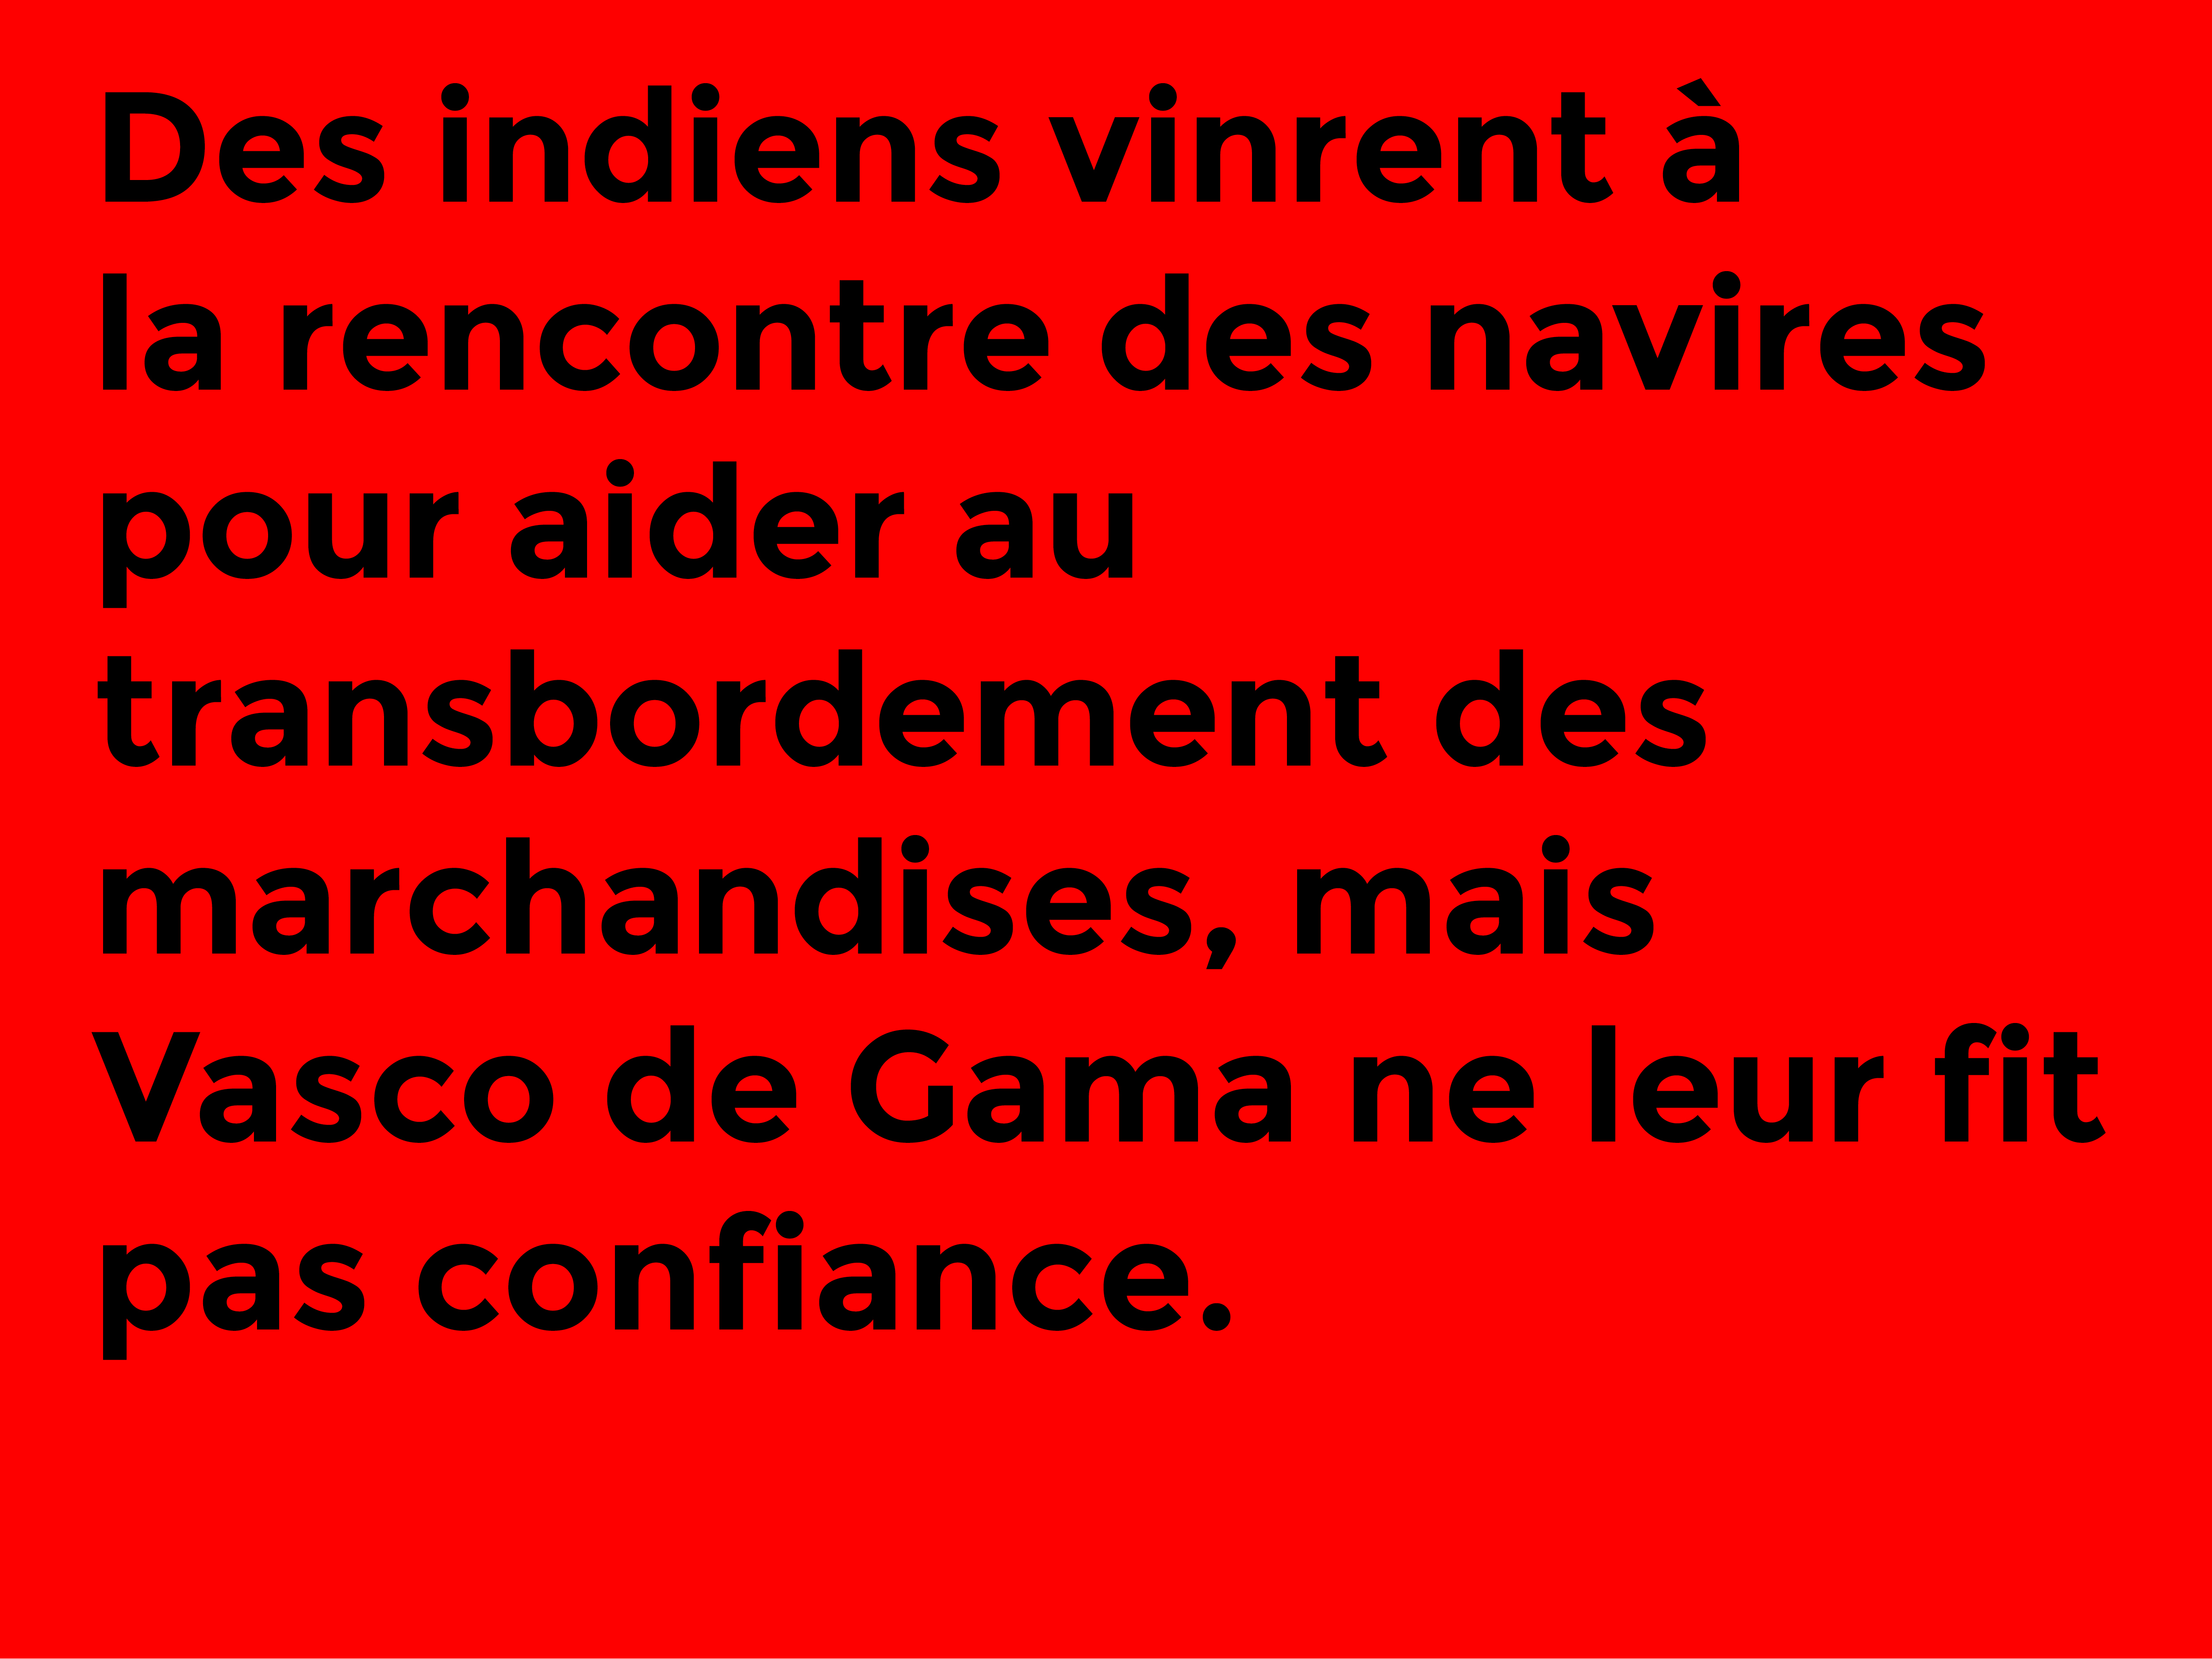 Des indiens vinrent à
la rencontre des navires
pour aider au
transbordement des
marchandises, mais
Vasco de Gama ne leur fit
pas confiance.